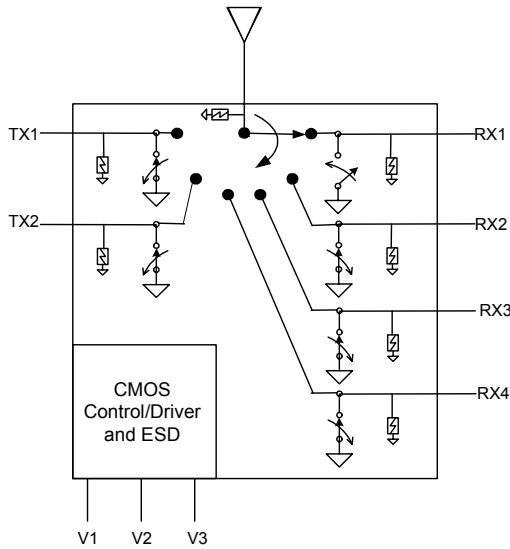 TX1
RX1
TX2
RX2
RX3
RX4
CMOS
Control/Driver
and ESD
V1
V2
V3